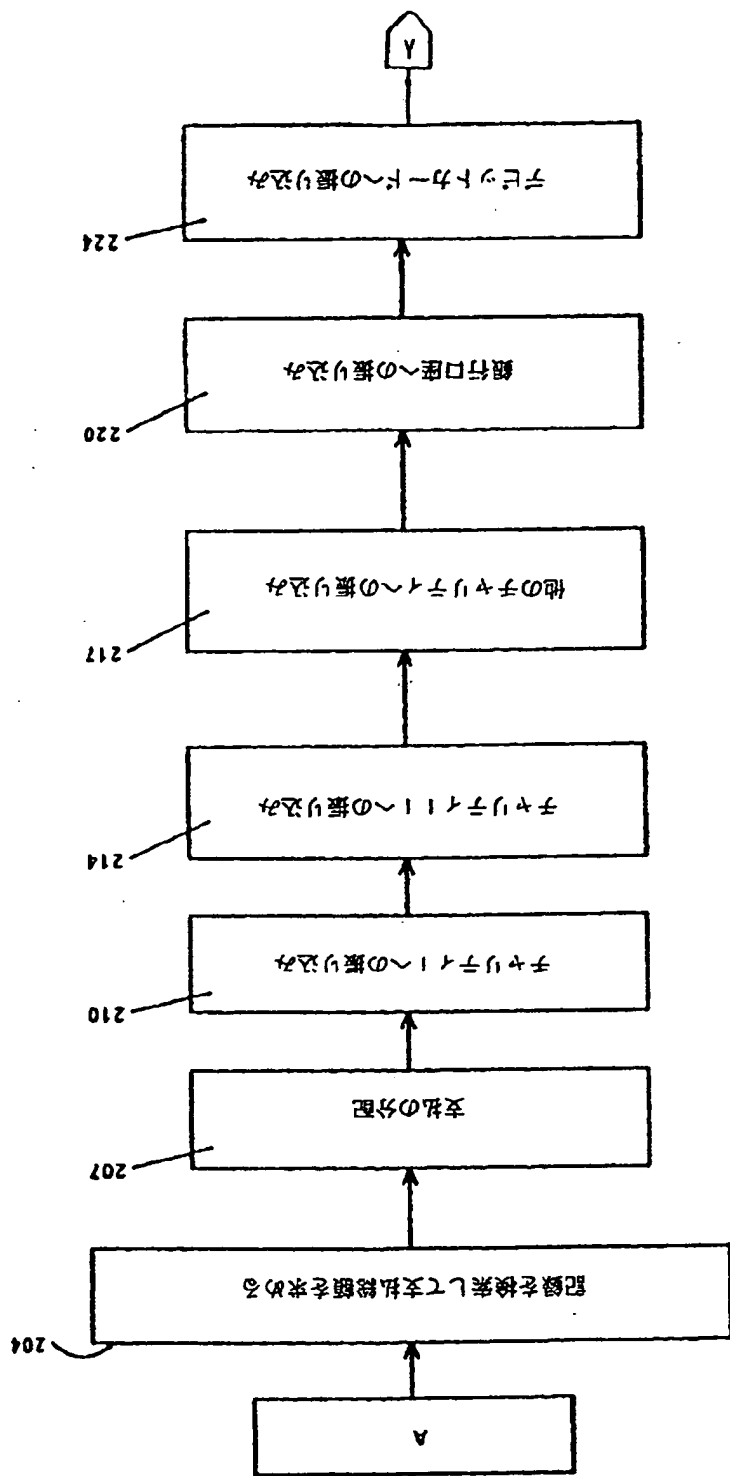 A
記録を検索して支払総額を求める
204
支払の分配
207
チャリティIへの振り込み
210
チャリティIIへの振り込み
214
他のチャリティへの振り込み
217
銀行口座への振り込み
220
デビットカードへの振り込み
224
Y